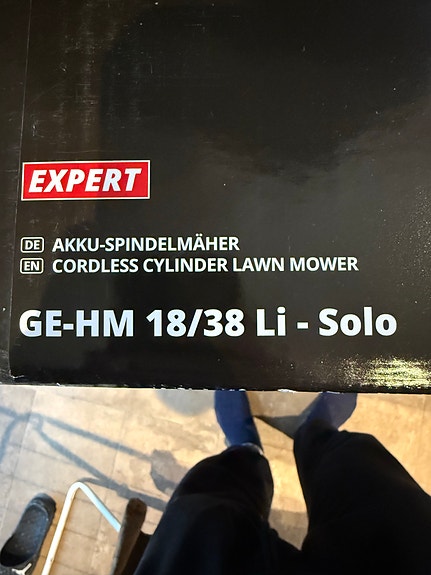 EXPERT
DE AKKU-SPINDELMÄHER
EN CORDLESS CYLINDER LAWN MOWER
GE-HM 18/38 Li - Solo